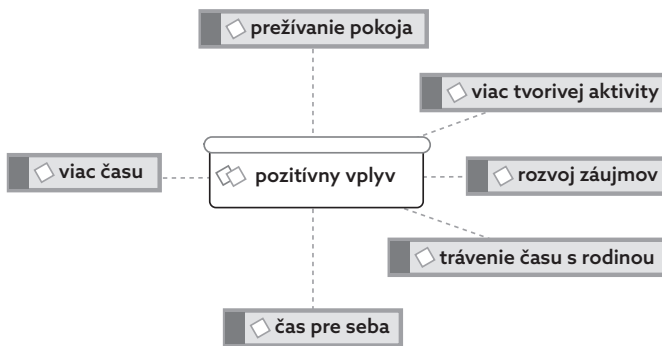 prežívanie pokoja
viac tvorivej aktivity
viac času
pozitívny vplyv
rozvoj záujmov
trávenie času s rodinou
čas pre seba